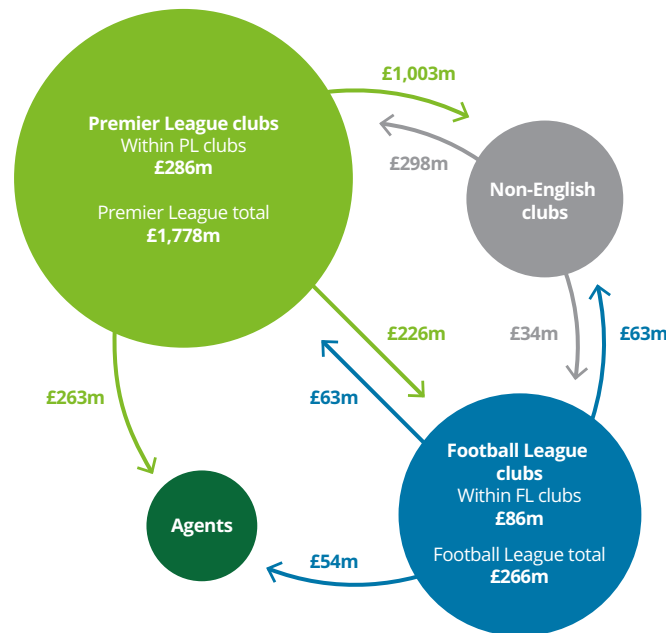 £1,003m
Premier League clubs
Within PL clubs
£286m
£298m
Non-English
clubs
Premier League total
£1,778m
£226m
£34m
£63m
£263m
£63m
Football League
clubs
Within FL clubs
£86m
Agents
Football League total
£266m
£54m